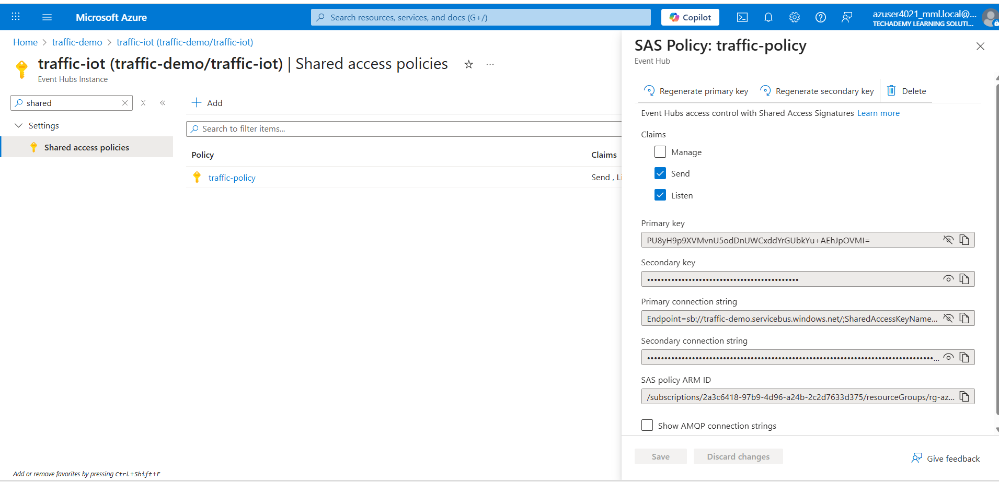 Microsoft Azure
Search resources, services, and docs (G+/)
Copilot
azuser4021_mml.local@...
TECHADEMY LEARNING SOLUTI...
Home > traffic-demo > traffic-iot (traffic-demo/traffic-iot)
traffic-iot (traffic-demo/traffic-iot) | Shared access policies
Event Hubs Instance
shared
Settings
Shared access policies
Add
Search to filter items...
Policy Claims
traffic-policy Send , Li
Add or remove favorites by pressing Ctrl+Shift+F
SAS Policy: traffic-policy
Event Hub
Regenerate primary key Regenerate secondary key Delete
Event Hubs access control with Shared Access Signatures Learn more
Claims
Manage
Send
Listen
Primary key
PU8yH9p9XVMvnU5odDnUWCxddYrGUbkYu+AEhJpOVMI=
Secondary key
Primary connection string
Endpoint=sb://traffic-demo.servicebus.windows.net/;SharedAccessKeyName...
Secondary connection string
SAS policy ARM ID
/subscriptions/2a3c6418-97b9-4d96-a24b-2c2d7633d375/resourceGroups/rg-az...
Show AMQP connection strings
Save Discard changes
Give feedback